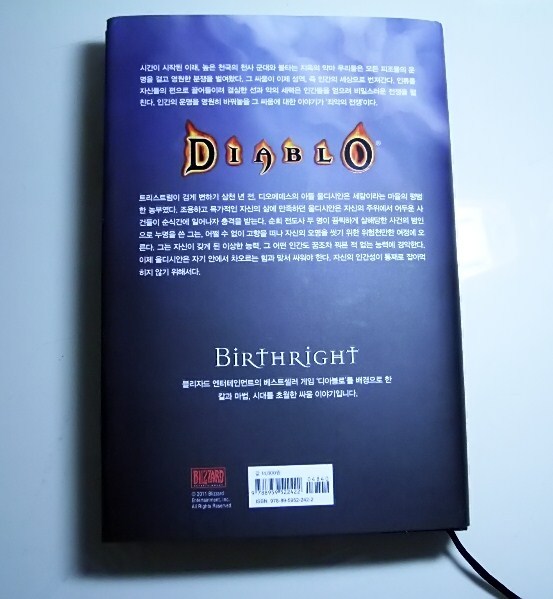 시간이 시작된 이래, 높은 천국의 천사 군대와 불타는 지옥의 악마 무리들은 모든 피조물의 운
명을 걸고 영원한 분쟁을 벌여왔다. 그 싸움이 이제 성역, 즉 인간의 세상으로 번져간다. 인류를
자신들의 편으로 끌어들이려 결심한 선과 악의 세력은 인간들을 얻으려 비밀스러운 전쟁을 펼
친다. 인간의 운명을 영원히 바꿔놓을 그 싸움에 대한 이야기가 '죄악의 전쟁'이다.
DIABLO
트리스트럼이 검게 변하기 삼천 년 전, 디오메데스의 아들 울디시안은 세람이라는 마을의 평범
한 농부였다. 조용하고 목가적인 자신의 삶에 만족하던 울디시안은 자신의 주위에서 어두운 사
건들이 순식간에 일어나자 충격을 받는다. 순회 전도사 두 명이 끔찍하게 살해당한 사건의 범인
으로 누명을 쓴 그는, 어쩔 수 없이 고향을 떠나 자신의 오명을 씻기 위한 위험천만한 여정에 오
른다. 그는 자신이 갖게 된 이상한 능력, 그 어떤 인간도 꿈조차 꿔본 적 없는 능력에 경악한다.
이제 울디시안은 자기 안에서 차오르는 힘과 맞서 싸워야 한다. 자신의 인간성이 통째로 잡아먹
히지 않기 위해서다.
BIRTHRIGHT
블리자드 엔터테인먼트의 베스트셀러 게임 '디아블로'를 배경으로 한
칼과 마법, 시대를 초월한 싸움 이야기입니다.
BLIZZARD
ENTERTAINMENT
© 2011 Blizzard
Entertainment, Inc.
All Rights Reserved.
ISBN 978-89-5952-242-2